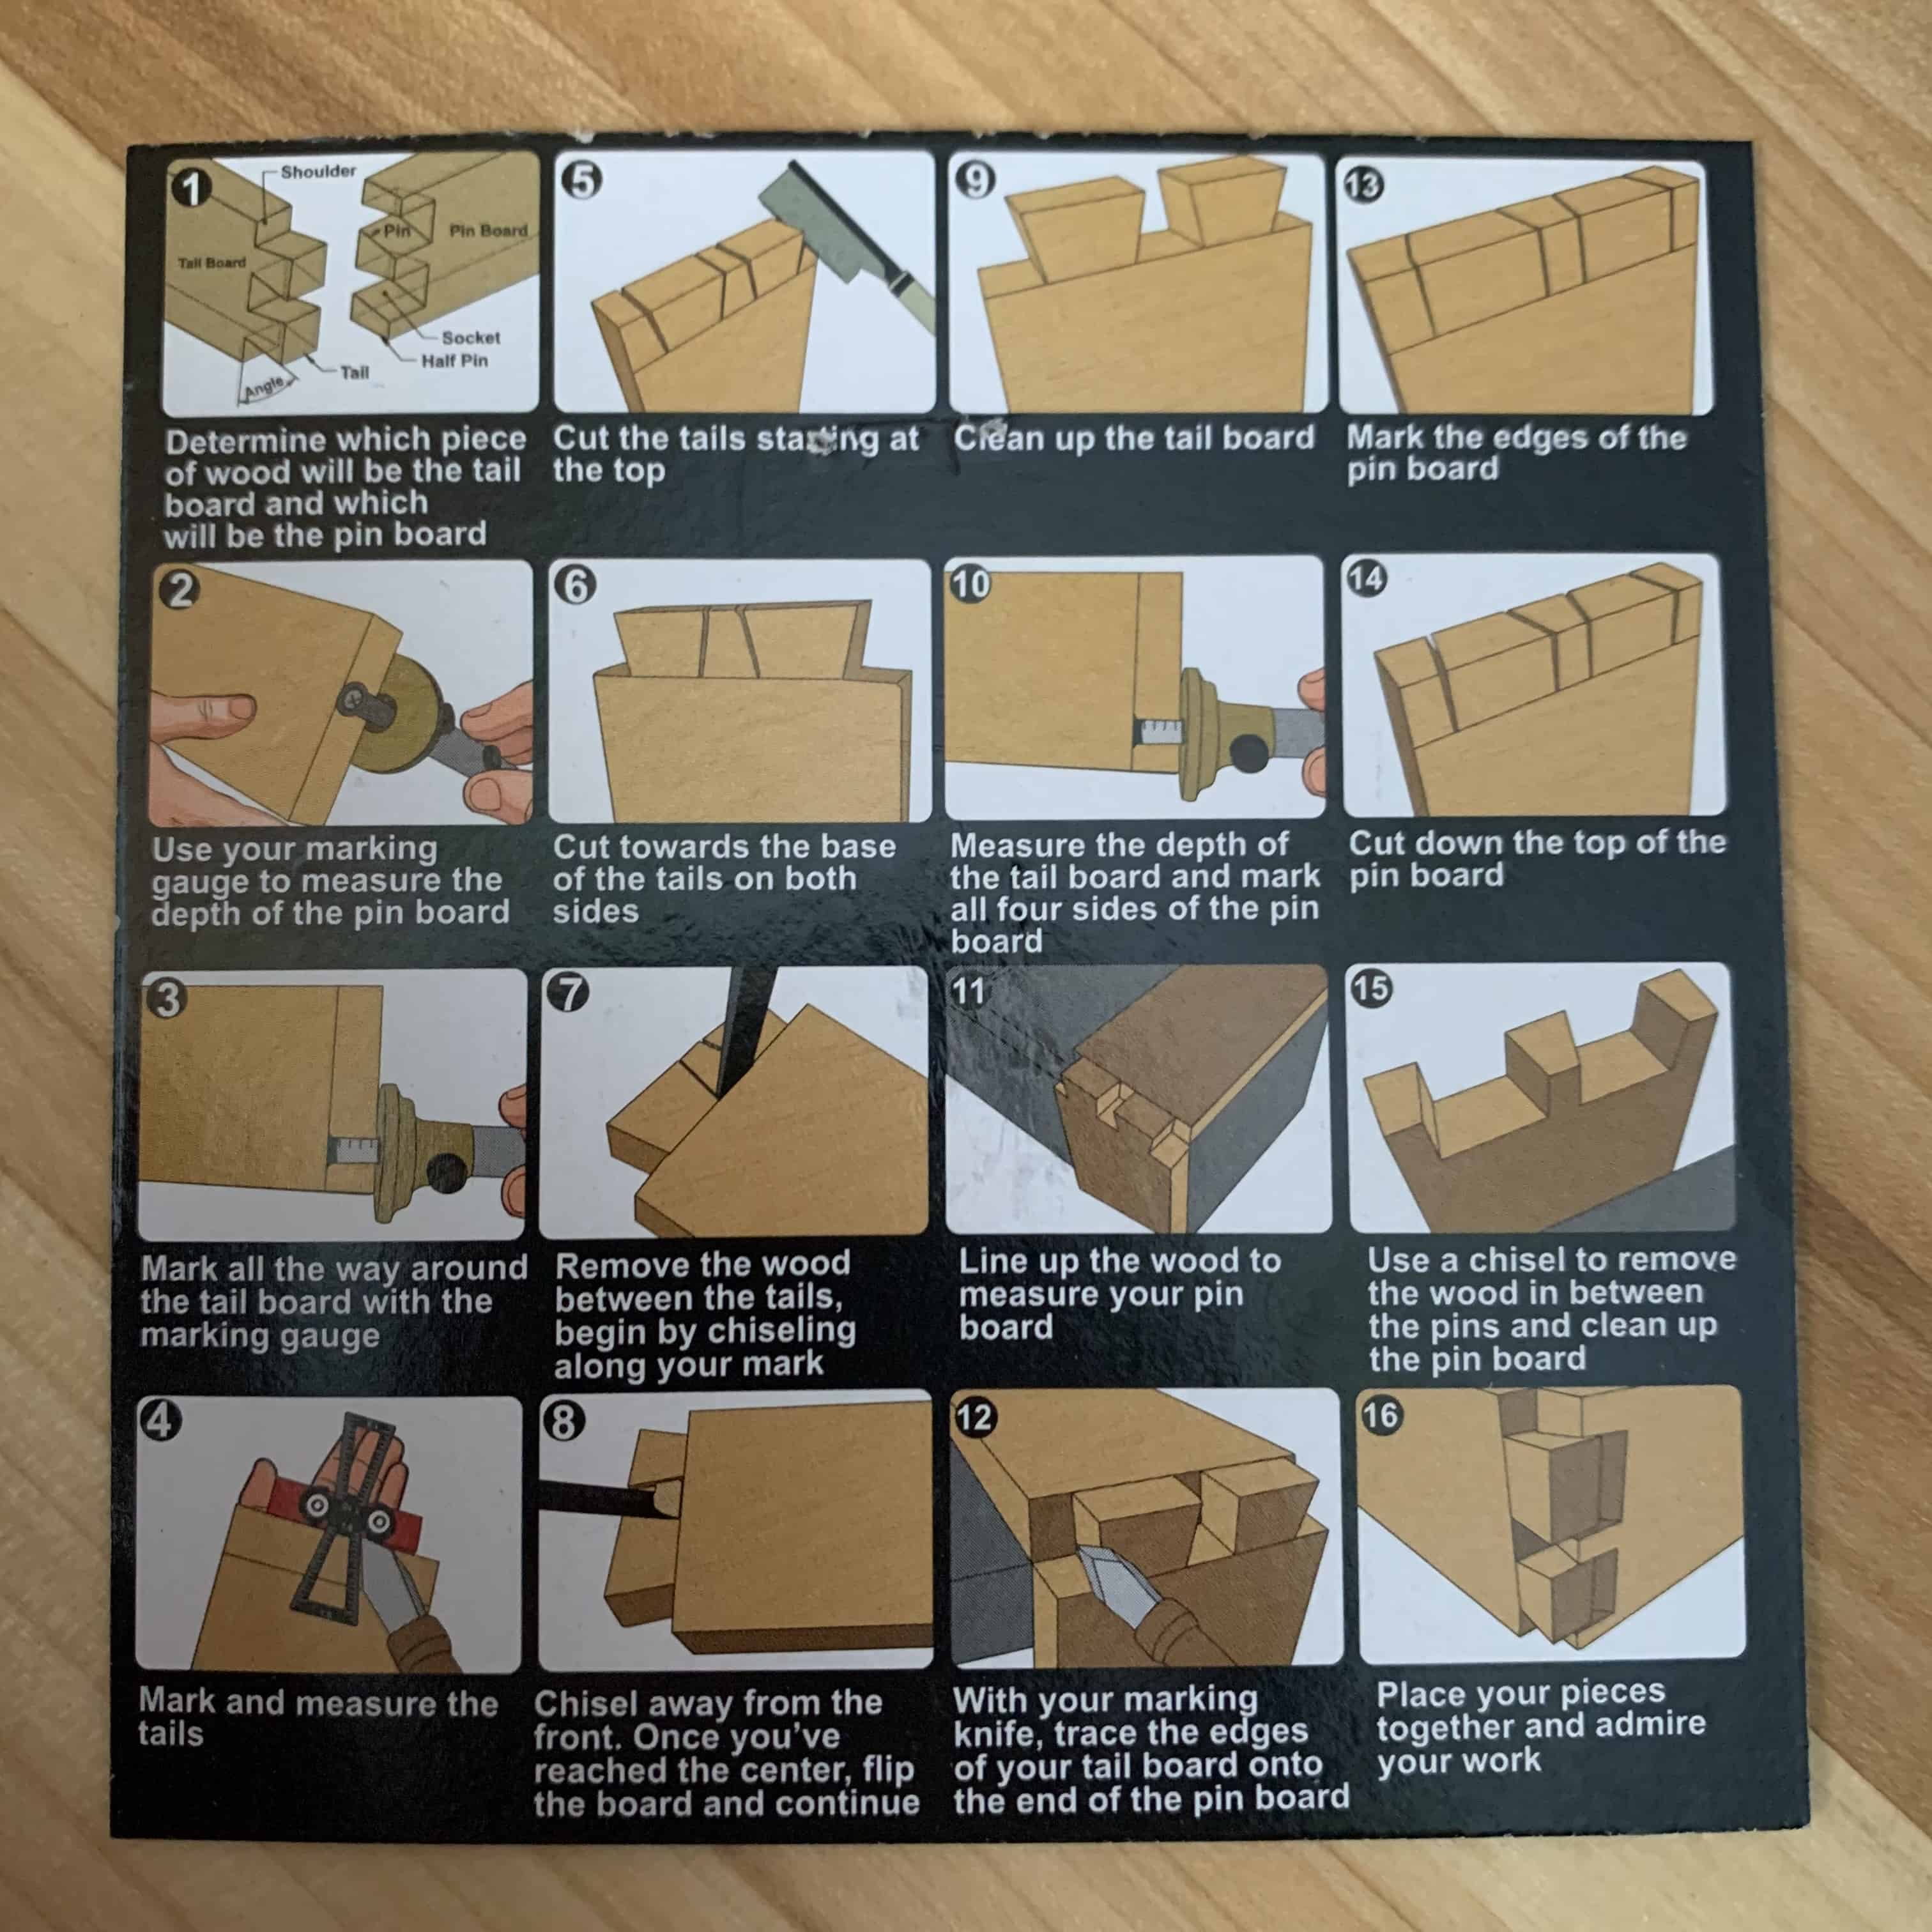 1
Shoulder
Pin
Pin Board
Tail Board
Socket
Half Pin
Tail
Angle
Determine which piece
of wood will be the tail
board and which
will be the pin board
2
Use your marking
gauge to measure the
depth of the pin board
3
Mark all the way around
the tail board with the
marking gauge
4
Mark and measure the
tails
5
Cut the tails starting at
the top
6
Cut towards the base
of the tails on both
sides
7
Remove the wood
between the tails,
begin by chiseling
along your mark
8
Chisel away from the
front. Once you've
reached the center, flip
the board and continue
9
Clean up the tail board
10
Measure the depth of
the tail board and mark
all four sides of the pin
board
11
Line up the wood to
measure your pin
board
12
With your marking
knife, trace the edges
of your tail board onto
the end of the pin board
13
Mark the edges of the
pin board
14
Cut down the top of the
pin board
15
Use a chisel to remove
the wood in between
the pins and clean up
the pin board
16
Place your pieces
together and admire
your work